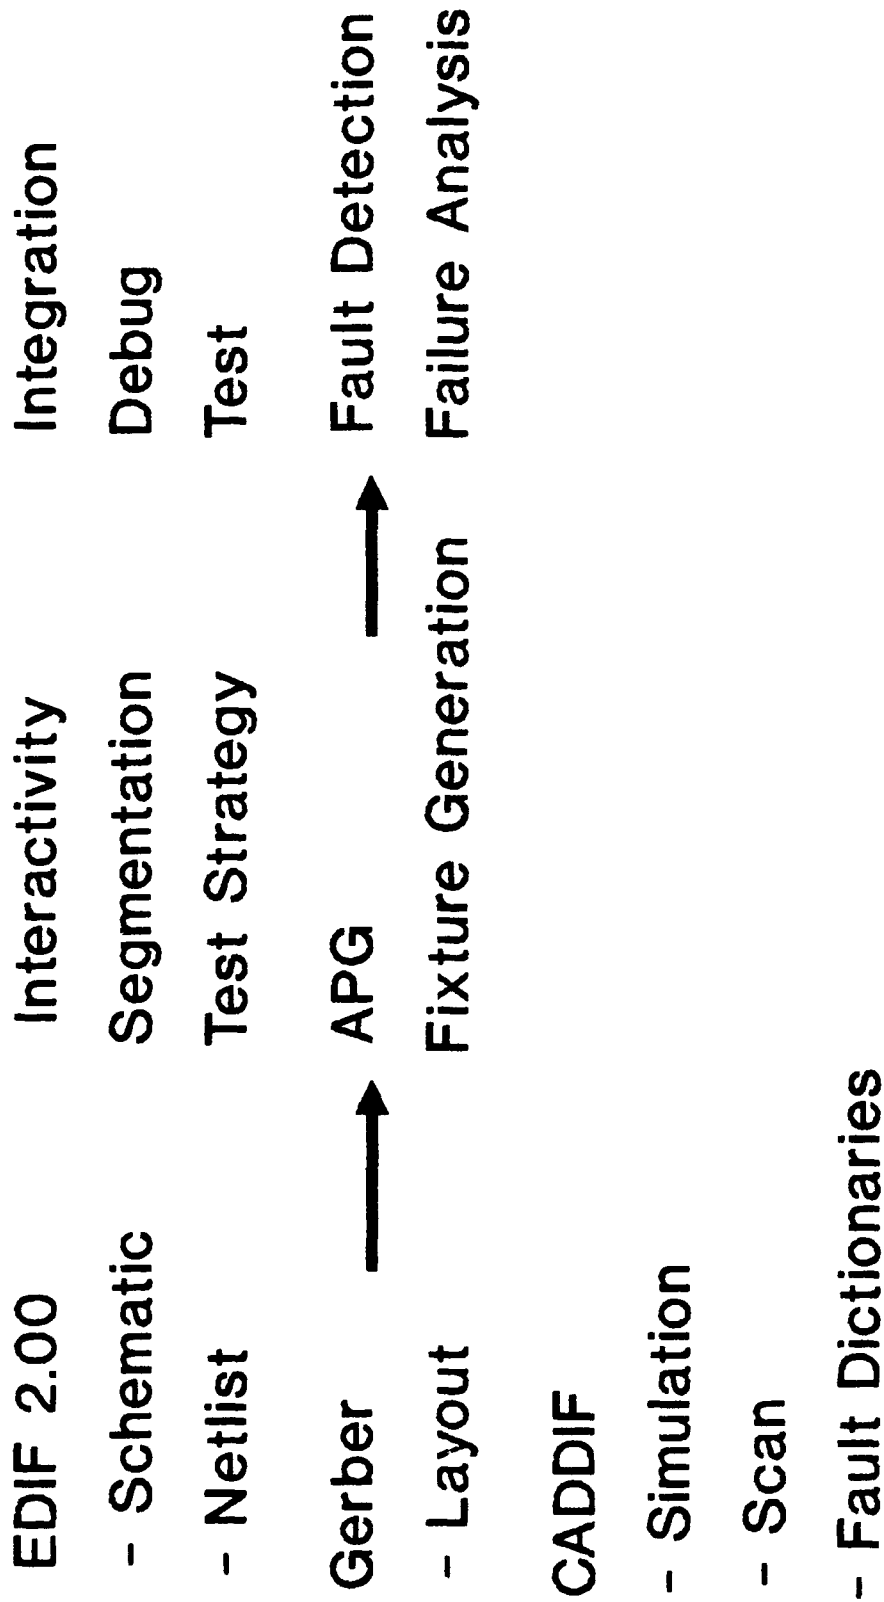 EDIF 2.00
- Schematic
- Netlist
Gerber
- Layout
CADDIF
- Simulation
- Scan
- Fault Dictionaries
Interactivity
Segmentation
Test Strategy
APG
Fixture Generation
Integration
Debug
Test
Fault Detection
Failure Analysis